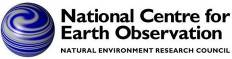 National Centre for
Earth Observation
NATURAL ENVIRONMENT RESEARCH COUNCIL